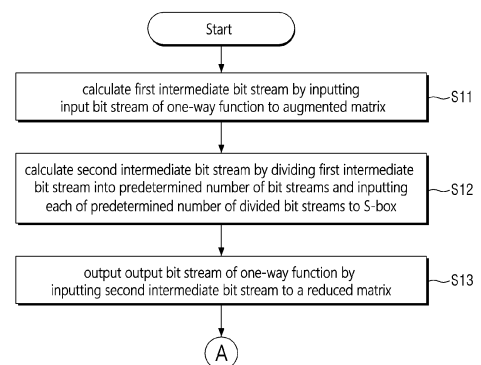 Start
calculate first intermediate bit stream by inputting
input bit stream of one-way function to augmented matrix
S11
calculate second intermediate bit stream by dividing first intermediate
bit stream into predetermined number of bit streams and inputting
each of predetermined number of divided bit streams to S-box
S12
output output bit stream of one-way function by
inputting second intermediate bit stream to a reduced matrix
S13
A